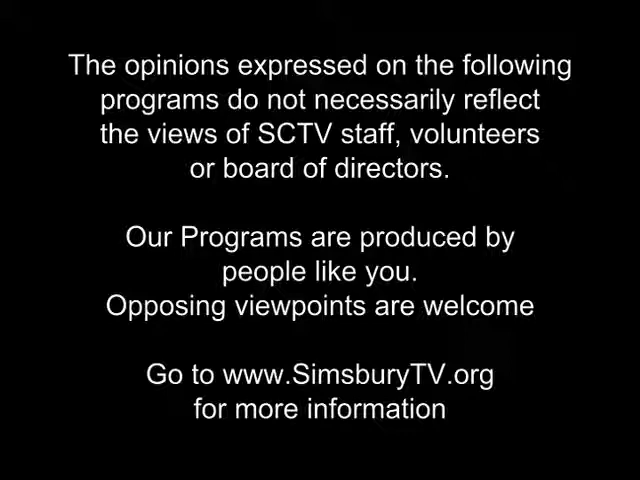 The opinions expressed on the following
programs do not necessarily reflect
the views of SCTV staff, volunteers
or board of directors.
Our Programs are produced by
people like you.
Opposing viewpoints are welcome
Go to www.SimsburyTV.org
for more information